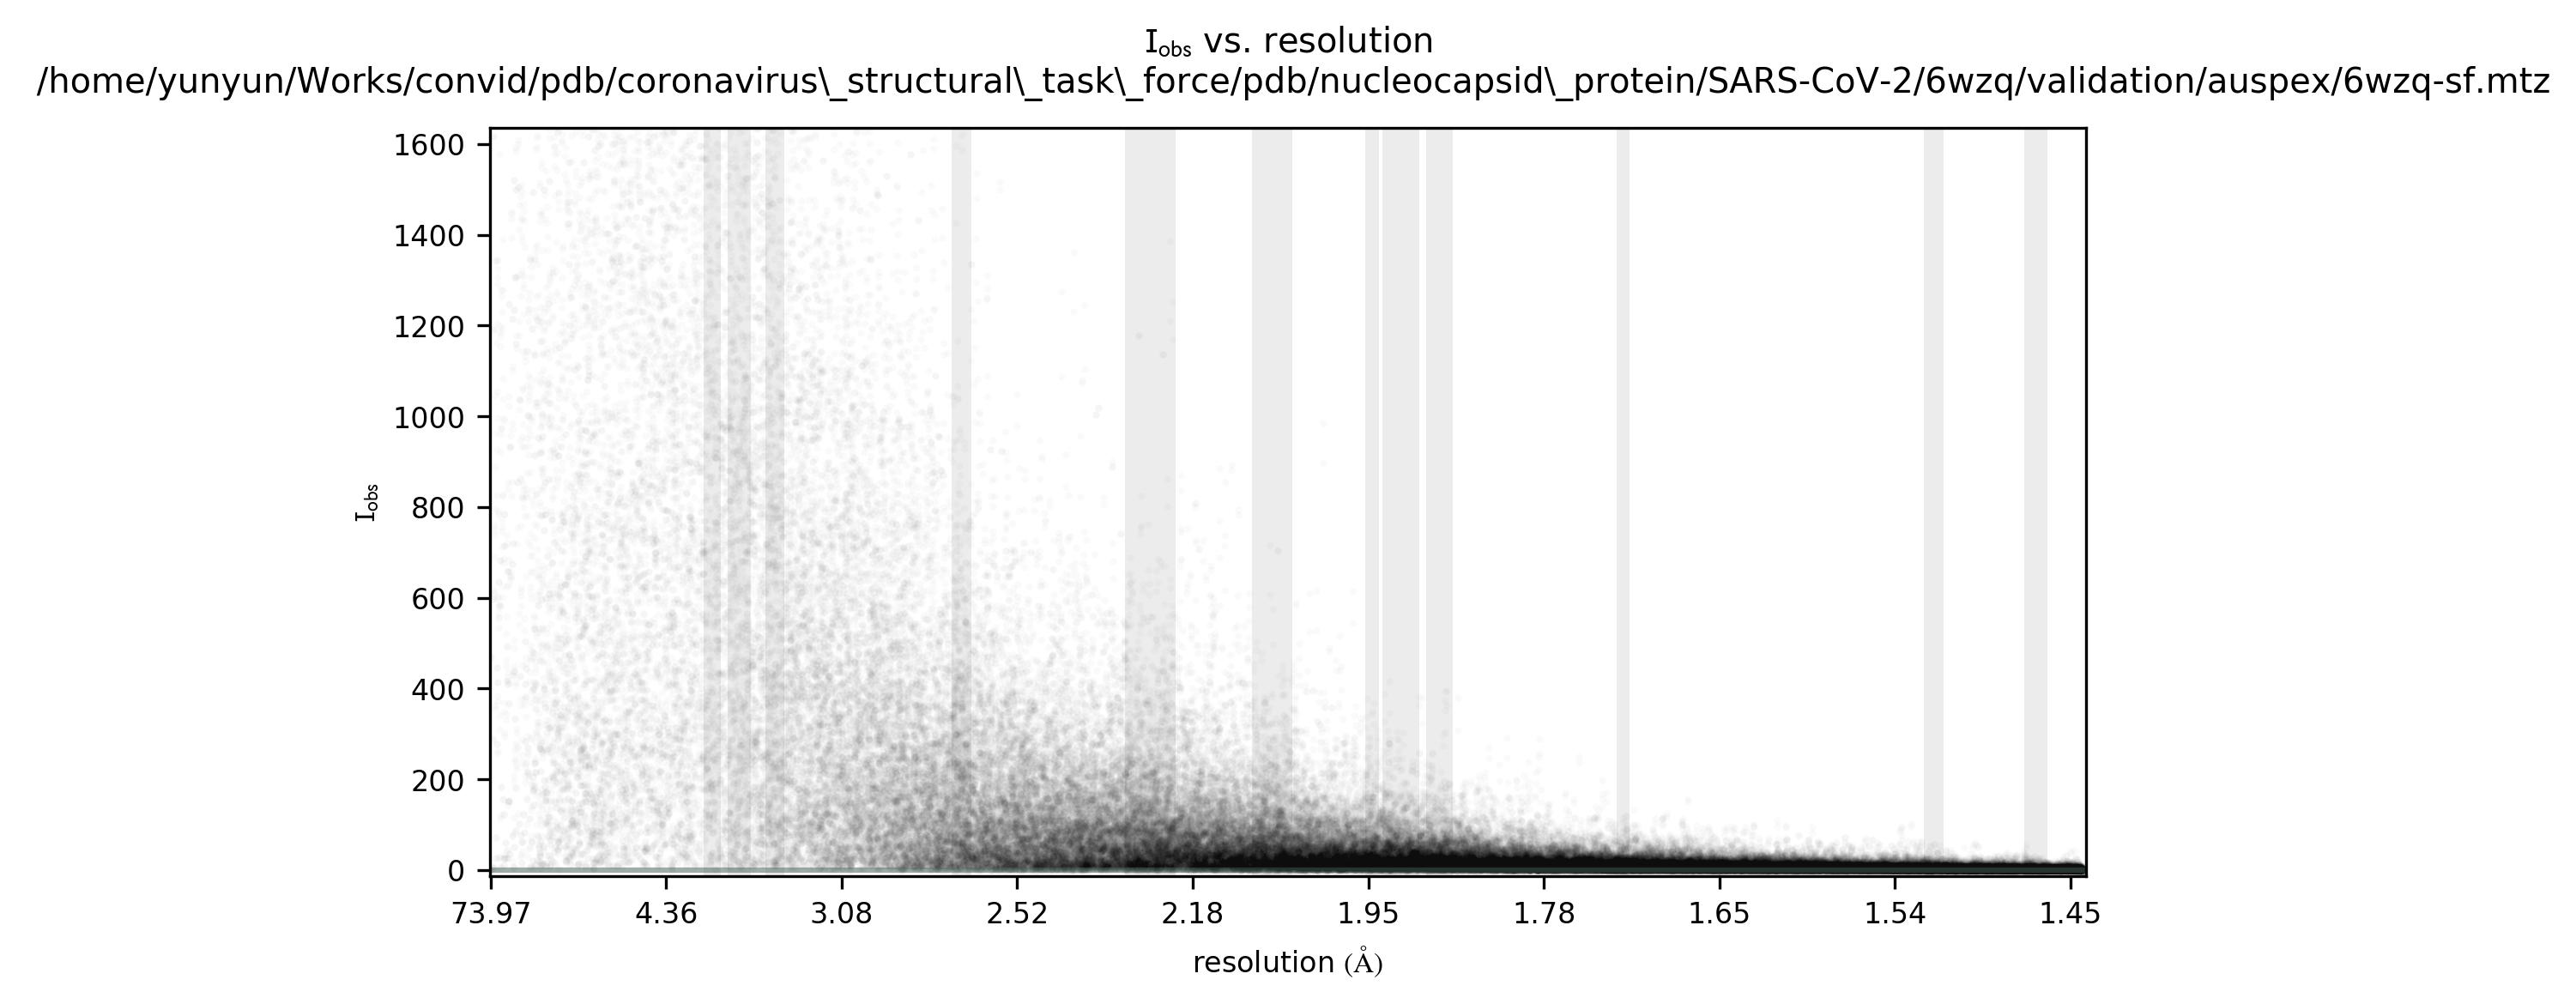 I_obs vs. resolution
/home/yunyun/Works/convid/pdb/coronavirus\_structural\_task\_force/pdb/nucleocapsid\_protein/SARS-CoV-2/6wzq/validation/auspex/6wzq-sf.mtz
1600
1400
1200
1000
800
600
400
200
0
I_obs
73.97 4.36 3.08 2.52 2.18 1.95 1.78 1.65 1.54 1.45
resolution (Å)